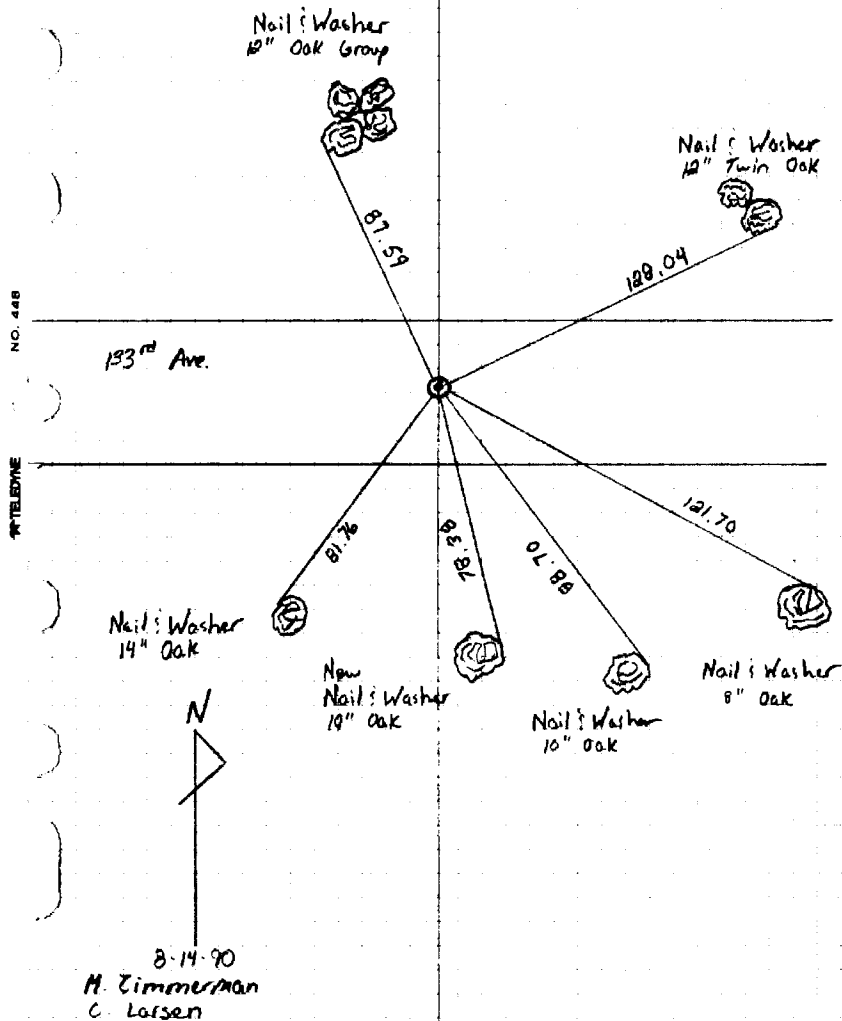 Nail & Washer
12" Oak Group
Nail & Washer
12" Twin Oak
87.59
128.04
NO. 448
133rd Ave.
TELEDYNE
81.76
78.38
88.70
121.70
Nail & Washer
14" Oak
New
Nail & Washer
Oak
Nail & Washer
10" Oak
Nail & Washer
8" Oak
N
8-14-90
M. Zimmerman
C. Larsen